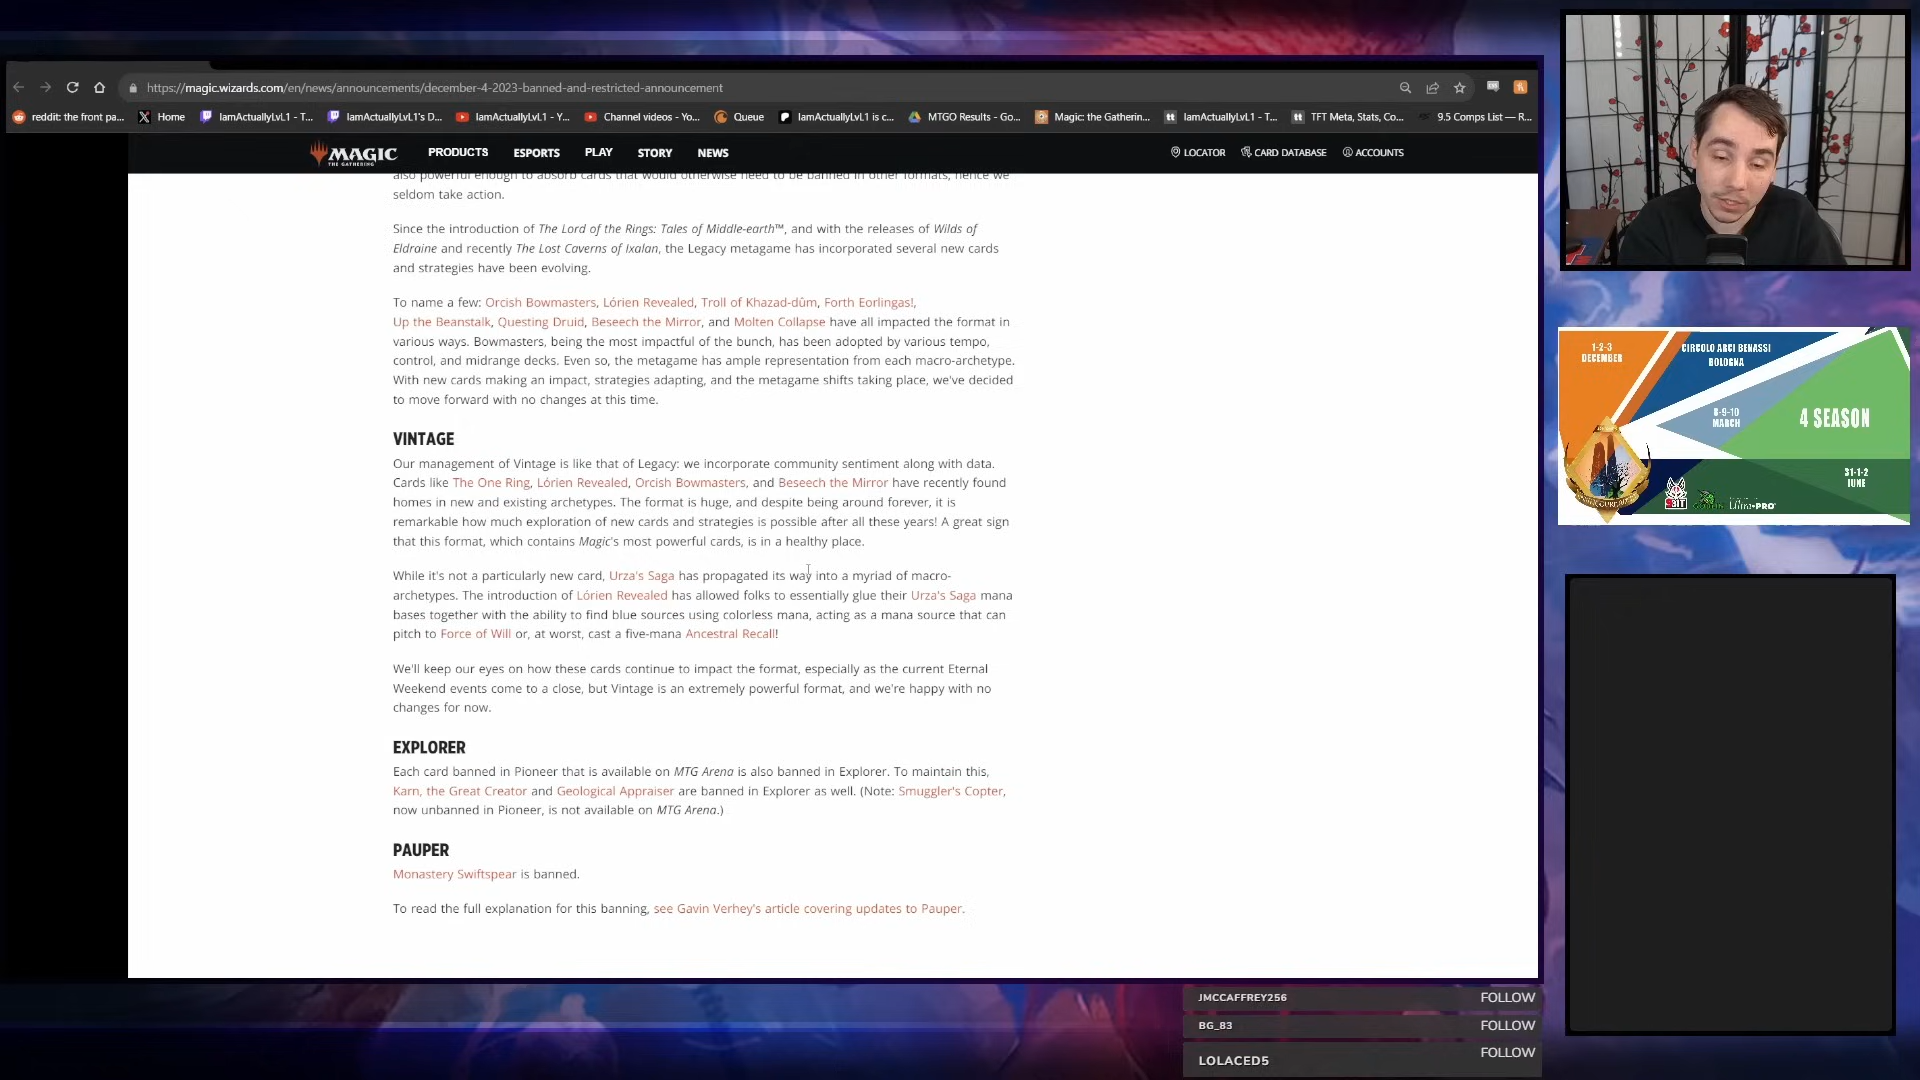 https://magic.wizards.com/en/news/announcements/december-4-2023-banned-and-restricted-announcement
reddit: the front pa... Home IamActuallyLvL1 - T... IamActuallyLvL1's D... IamActuallyLvL1 - Y... Channel videos - Yo... Queue IamActuallyLvL1 is c... MTGO Results - Go... Magic: the Gatherin... IamActuallyLvL1 - T... TFT Meta, Stats, Co... 9.5 Comps List — R...
MAGIC THE GATHERING PRODUCTS ESPORTS PLAY STORY NEWS LOCATOR CARD DATABASE ACCOUNTS
also powerful enough to absorb cards that would otherwise need to be banned in other formats, hence we
seldom take action.
Since the introduction of The Lord of the Rings: Tales of Middle-earth™, and with the releases of Wilds of
Eldraine and recently The Lost Caverns of Ixalan, the Legacy metagame has incorporated several new cards
and strategies have been evolving.
To name a few: Orcish Bowmasters, Lórien Revealed, Troll of Khazad-dûm, Forth Eorlingas!,
Up the Beanstalk, Questing Druid, Beseech the Mirror, and Molten Collapse have all impacted the format in
various ways. Bowmasters, being the most impactful of the bunch, has been adopted by various tempo,
control, and midrange decks. Even so, the metagame has ample representation from each macro-archetype.
With new cards making an impact, strategies adapting, and the metagame shifts taking place, we've decided
to move forward with no changes at this time.
VINTAGE
Our management of Vintage is like that of Legacy: we incorporate community sentiment along with data.
Cards like The One Ring, Lórien Revealed, Orcish Bowmasters, and Beseech the Mirror have recently found
homes in new and existing archetypes. The format is huge, and despite being around forever, it is
remarkable how much exploration of new cards and strategies is possible after all these years! A great sign
that this format, which contains Magic's most powerful cards, is in a healthy place.
While it's not a particularly new card, Urza's Saga has propagated its way into a myriad of macro-
archetypes. The introduction of Lórien Revealed has allowed folks to essentially glue their Urza's Saga mana
bases together with the ability to find blue sources using colorless mana, acting as a mana source that can
pitch to Force of Will or, at worst, cast a five-mana Ancestral Recall!
We'll keep our eyes on how these cards continue to impact the format, especially as the current Eternal
Weekend events come to a close, but Vintage is an extremely powerful format, and we're happy with no
changes for now.
EXPLORER
Each card banned in Pioneer that is available on MTG Arena is also banned in Explorer. To maintain this,
Karn, the Great Creator and Geological Appraiser are banned in Explorer as well. (Note: Smuggler's Copter,
now unbanned in Pioneer, is not available on MTG Arena.)
PAUPER
Monastery Swiftspear is banned.
To read the full explanation for this banning, see Gavin Verhey's article covering updates to Pauper.
1-2-3
DECEMBER
CIRCOLO ARCI BENASSI
BOLOGNA
8-9-10
MARCH
4 SEASON
31-1-2
JUNE
Ultra•PRO
JMCCAFFREY256 FOLLOW
BG_83 FOLLOW
LOLACED5 FOLLOW